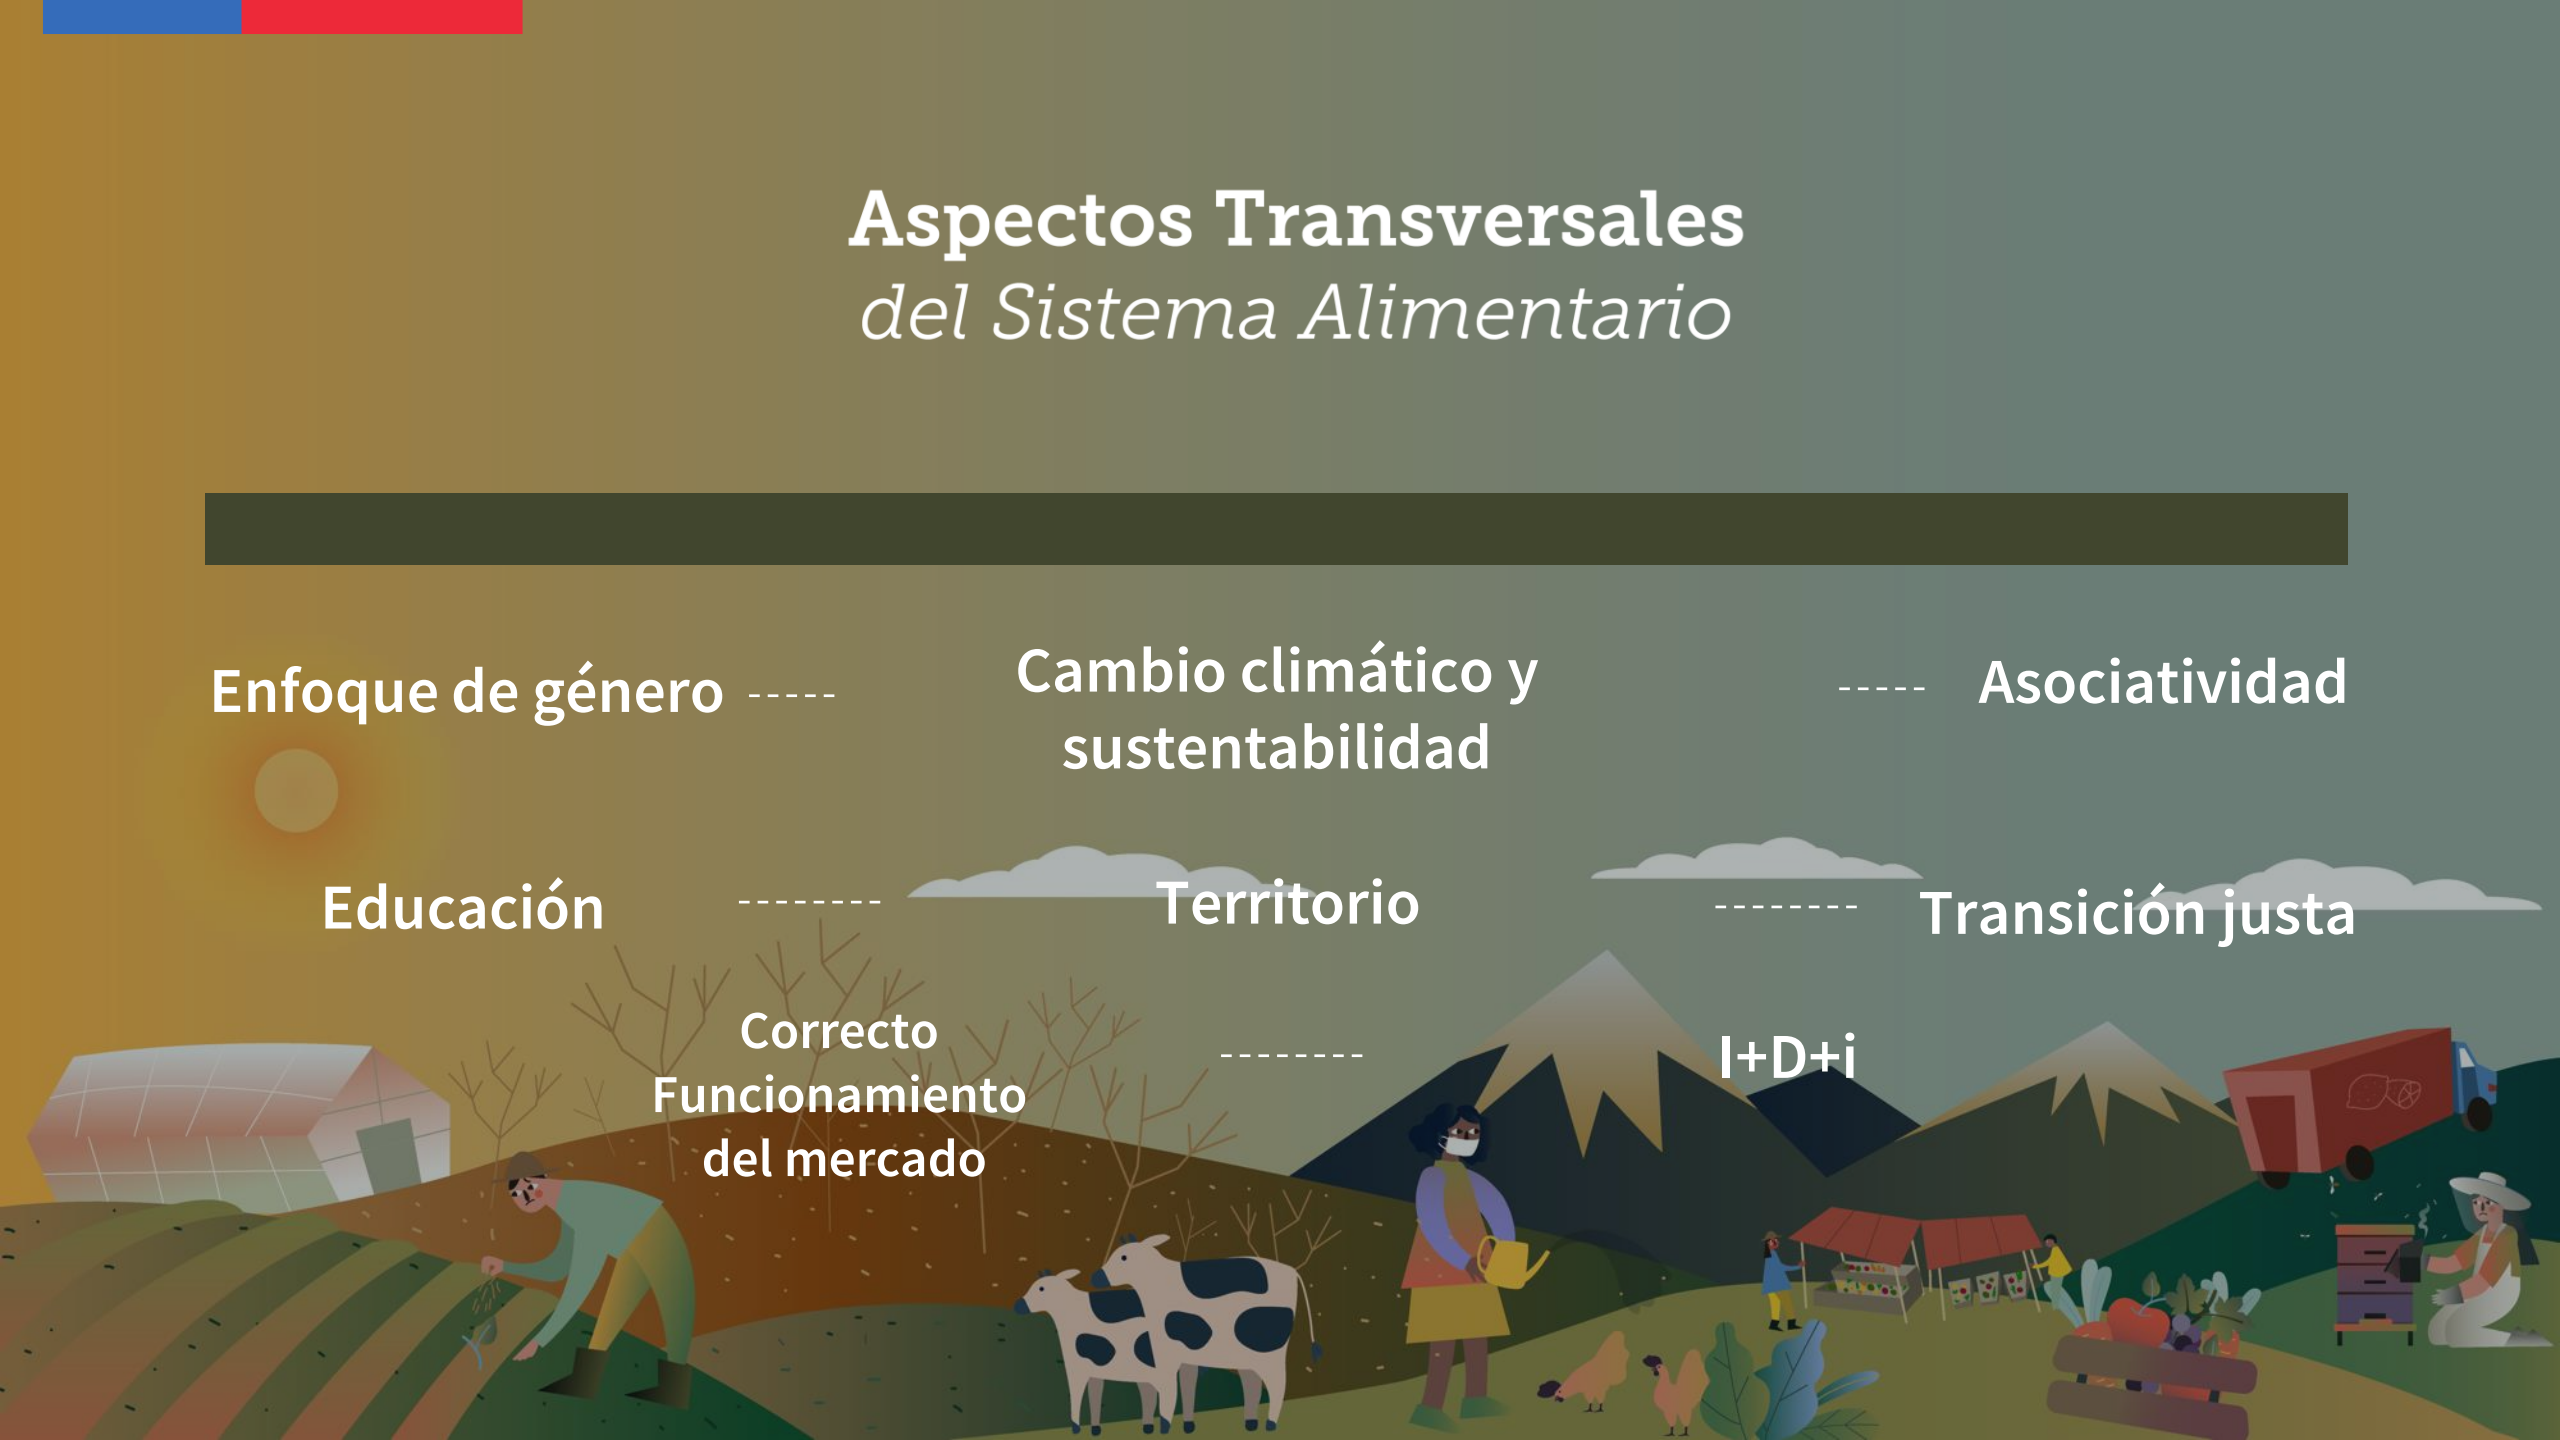 Aspectos Transversales
del Sistema Alimentario
Enfoque de género
Cambio climático y
sustentabilidad
Asociatividad
Educación
Territorio
Transición justa
Correcto
Funcionamiento
del mercado
I+D+i